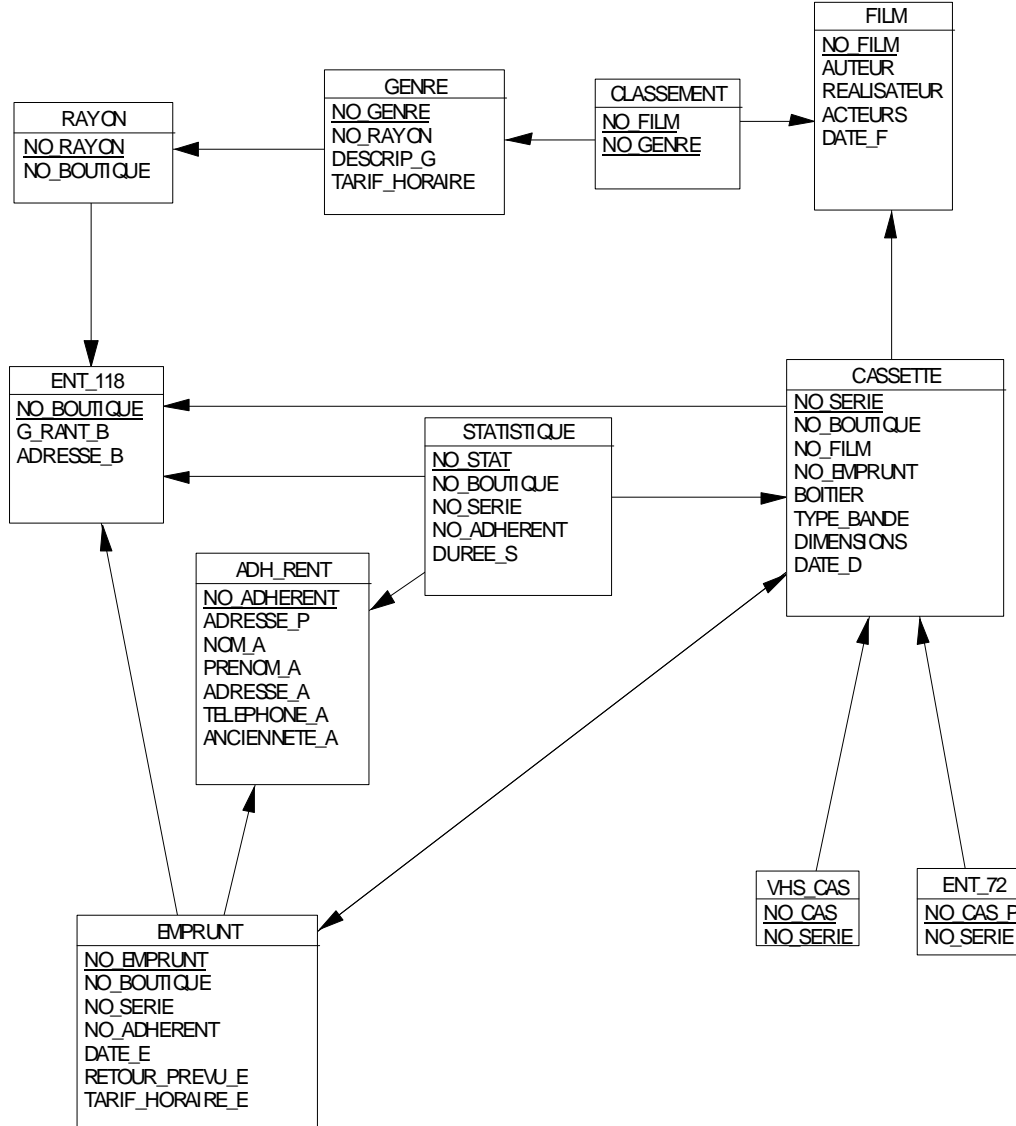 FILM
NO_FILM
AUTEUR
REALISATEUR
ACTEURS
DATE_F
GENRE
NO_GENRE
NO_RAYON
DESCRIP_G
TARIF_HORAIRE
CLASSEMENT
NO_FILM
NO_GENRE
RAYON
NO_RAYON
NO_BOUTIQUE
ENT_118
NO_BOUTIQUE
G_RANT_B
ADRESSE_B
CASSETTE
NO_SERIE
NO_BOUTIQUE
NO_FILM
NO_EMPRUNT
BOITIER
TYPE_BANDE
DIMENSIONS
DATE_D
STATISTIQUE
NO_STAT
NO_BOUTIQUE
NO_SERIE
NO_ADHERENT
DUREE_S
ADH_RENT
NO_ADHERENT
ADRESSE_P
NOM_A
PRENOM_A
ADRESSE_A
TELEPHONE_A
ANCIENNETE_A
VHS_CAS
NO_CAS
NO_SERIE
ENT_72
NO_CAS_P
NO_SERIE
EMPRUNT
NO_EMPRUNT
NO_BOUTIQUE
NO_SERIE
NO_ADHERENT
DATE_E
RETOUR_PREVU_E
TARIF_HORAIRE_E